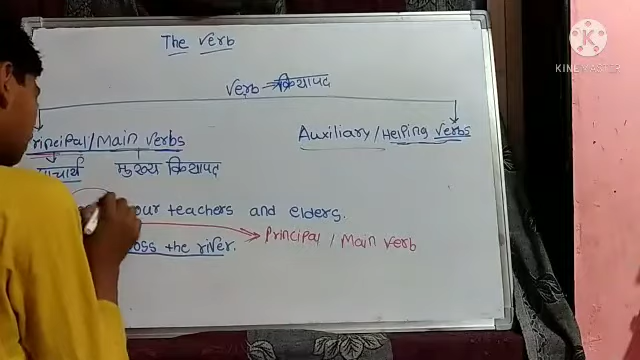 The verb
verb → क्रियापद
Principal/Main verbs
Auxiliary/Helping verbs
प्राचार्य मुख्य क्रियापद
our teachers and elders.
the river.
Principal / Main verb
KINEMASTER